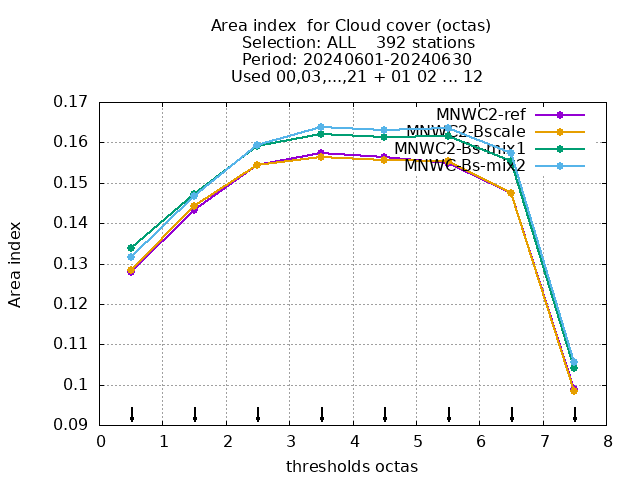 Area index  for Cloud cover (octas)
Selection: ALL    392 stations
Period: 20240601-20240630
Used 00,03,...,21 + 01 02 ... 12
0.17
0.16
0.15
0.14
0.13
0.12
0.11
0.1
0.09
Area index
MNWC2-ref
MNWC2-Bscale
MNWC2-Bs-mix1
MNWC-Bs-mix2
0 1 2 3 4 5 6 7 8
thresholds octas